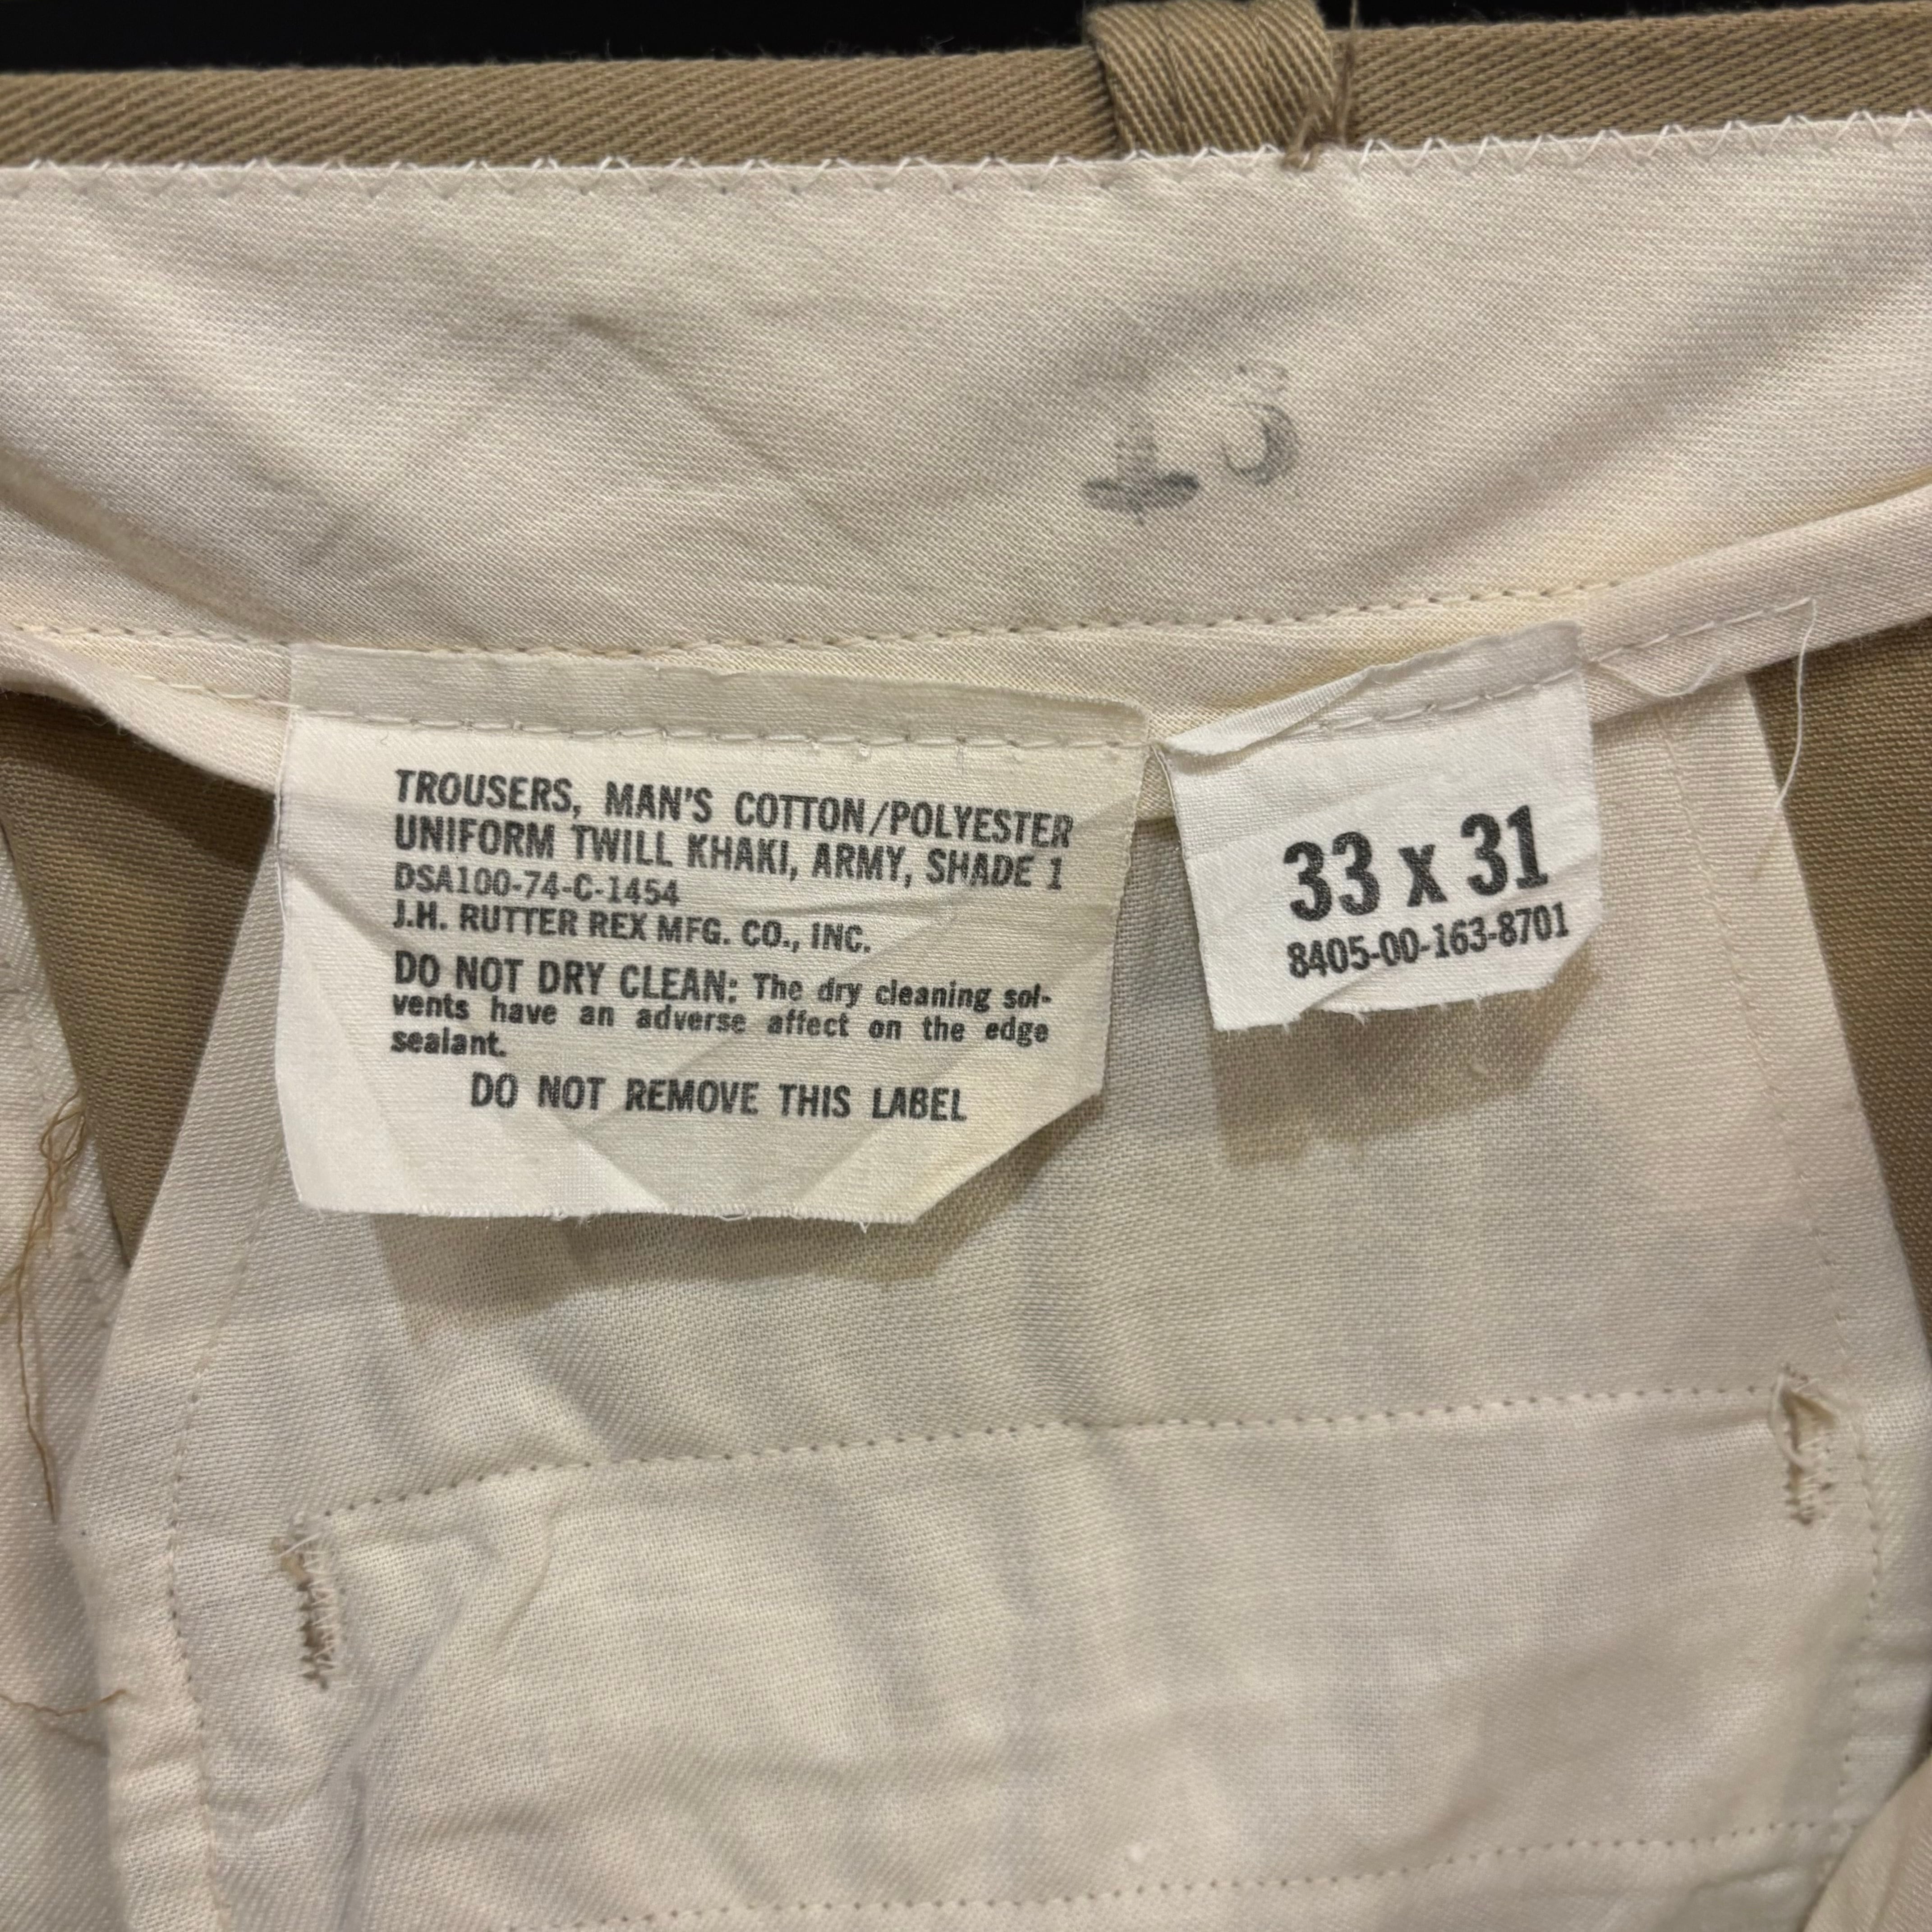 TROUSERS, MAN'S COTTON/POLYESTER
UNIFORM TWILL KHAKI, ARMY, SHADE 1
DSA100-74-C-1454
J.H. RUTTER REX MFG. CO., INC.
DO NOT DRY CLEAN: The dry cleaning sol-
vents have an adverse affect on the edge
sealant.
DO NOT REMOVE THIS LABEL
33 x 31
8405-00-163-8701